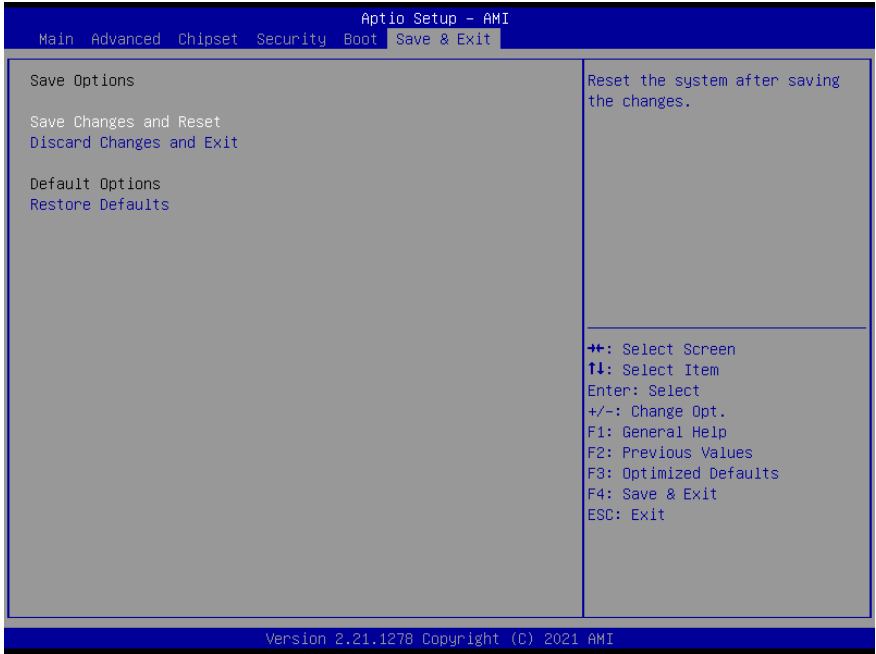 Aptio Setup – AMI
Main Advanced Chipset Security Boot Save & Exit
Save Options
Save Changes and Reset
Discard Changes and Exit
Default Options
Restore Defaults
Reset the system after saving
the changes.
→←: Select Screen
↑↓: Select Item
Enter: Select
+/-: Change Opt.
F1: General Help
F2: Previous Values
F3: Optimized Defaults
F4: Save & Exit
ESC: Exit
Version 2.21.1278 Copyright (C) 2021 AMI